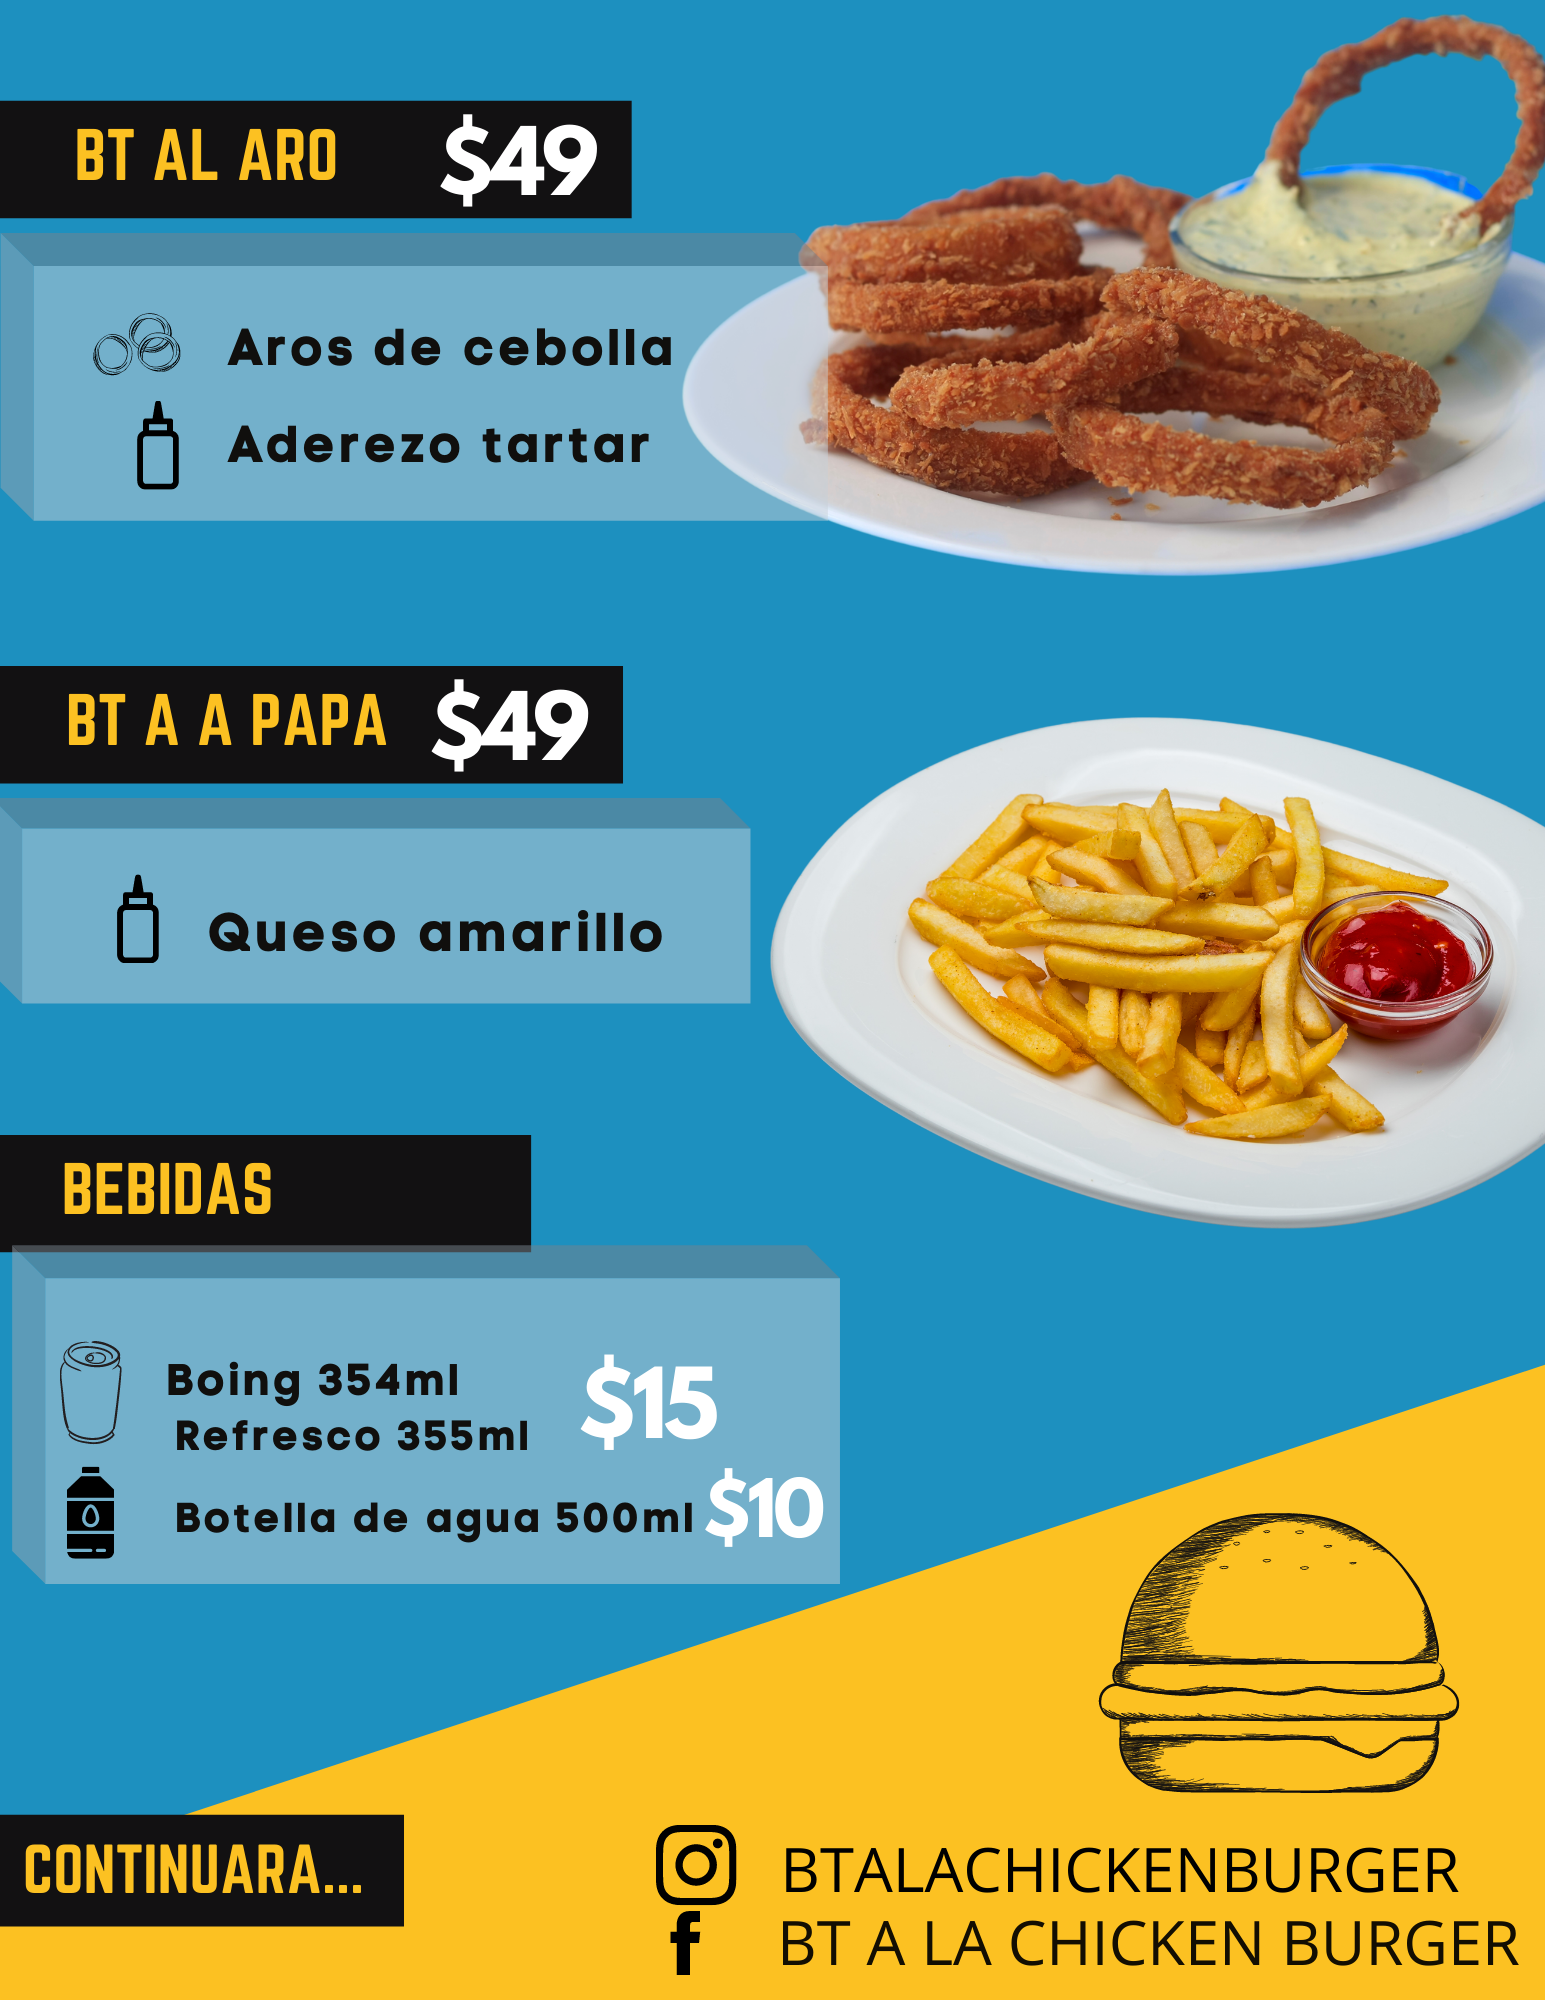 BT AL ARO $49
Aros de cebolla
Aderezo tartar
BT A A PAPA $49
Queso amarillo
BEBIDAS
Boing 354ml
Refresco 355ml $15
Botella de agua 500ml $10
CONTINUARA...
BTALACHICKENBURGER
BT A LA CHICKEN BURGER